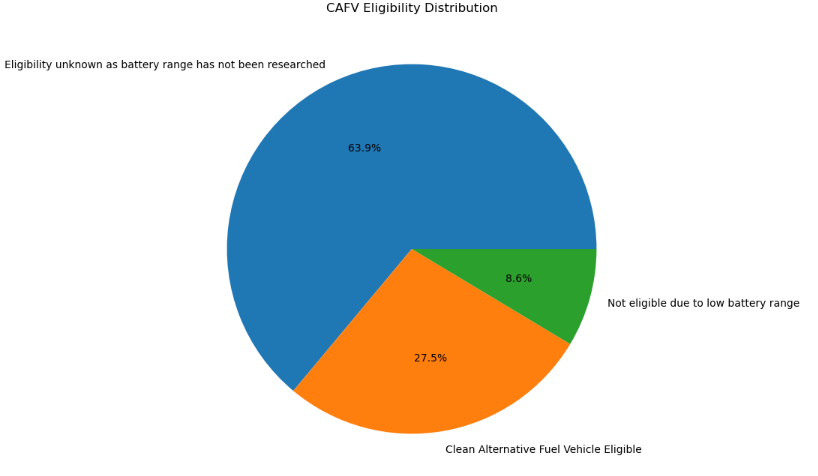 CAFV Eligibility Distribution
Eligibility unknown as battery range has not been researched
63.9%
8.6%
Not eligible due to low battery range
27.5%
Clean Alternative Fuel Vehicle Eligible